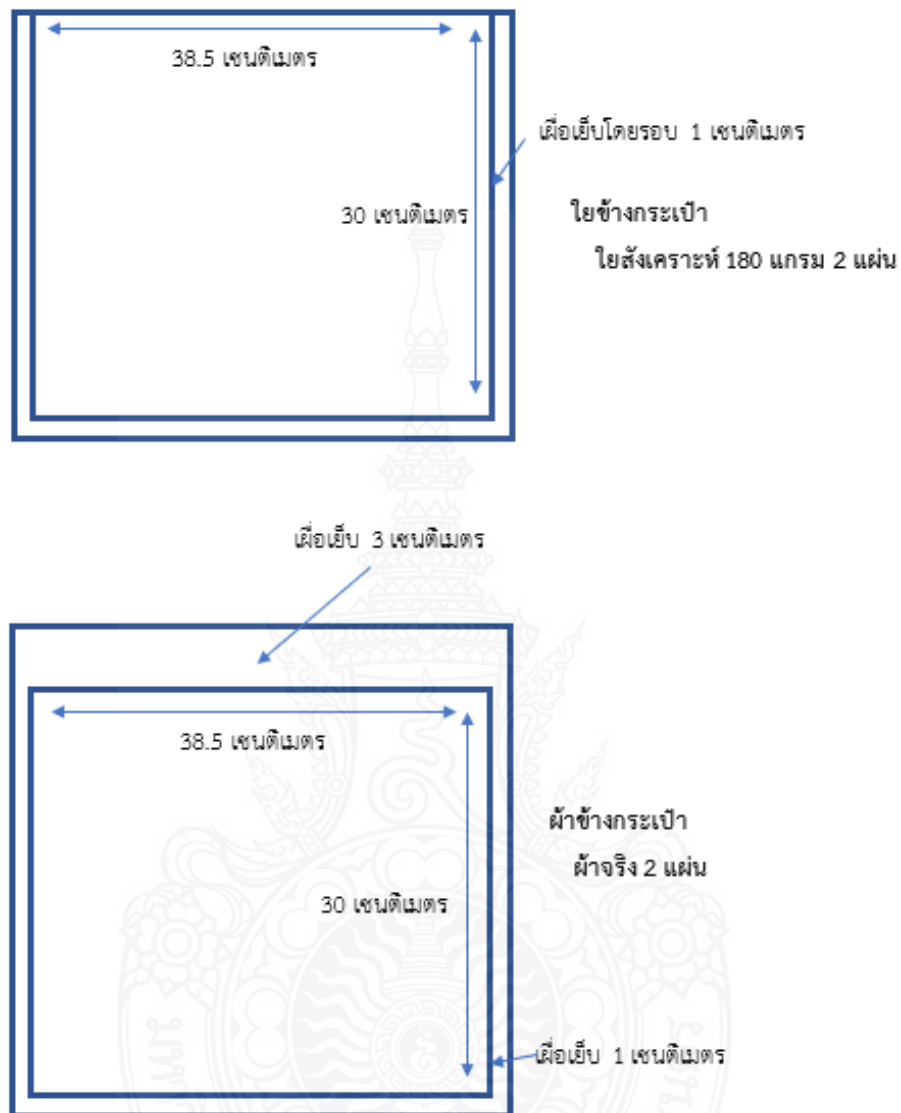 38.5 เซนติเมตร
เผื่อเย็บโดยรอบ 1 เซนติเมตร
30 เซนติเมตร
ใยข้างกระเป๋า
ใยสังเคราะห์ 180 แกรม 2 แผ่น
เผื่อเย็บ 3 เซนติเมตร
38.5 เซนติเมตร
ผ้าข้างกระเป๋า
ผ้าจริง 2 แผ่น
30 เซนติเมตร
เผื่อเย็บ 1 เซนติเมตร